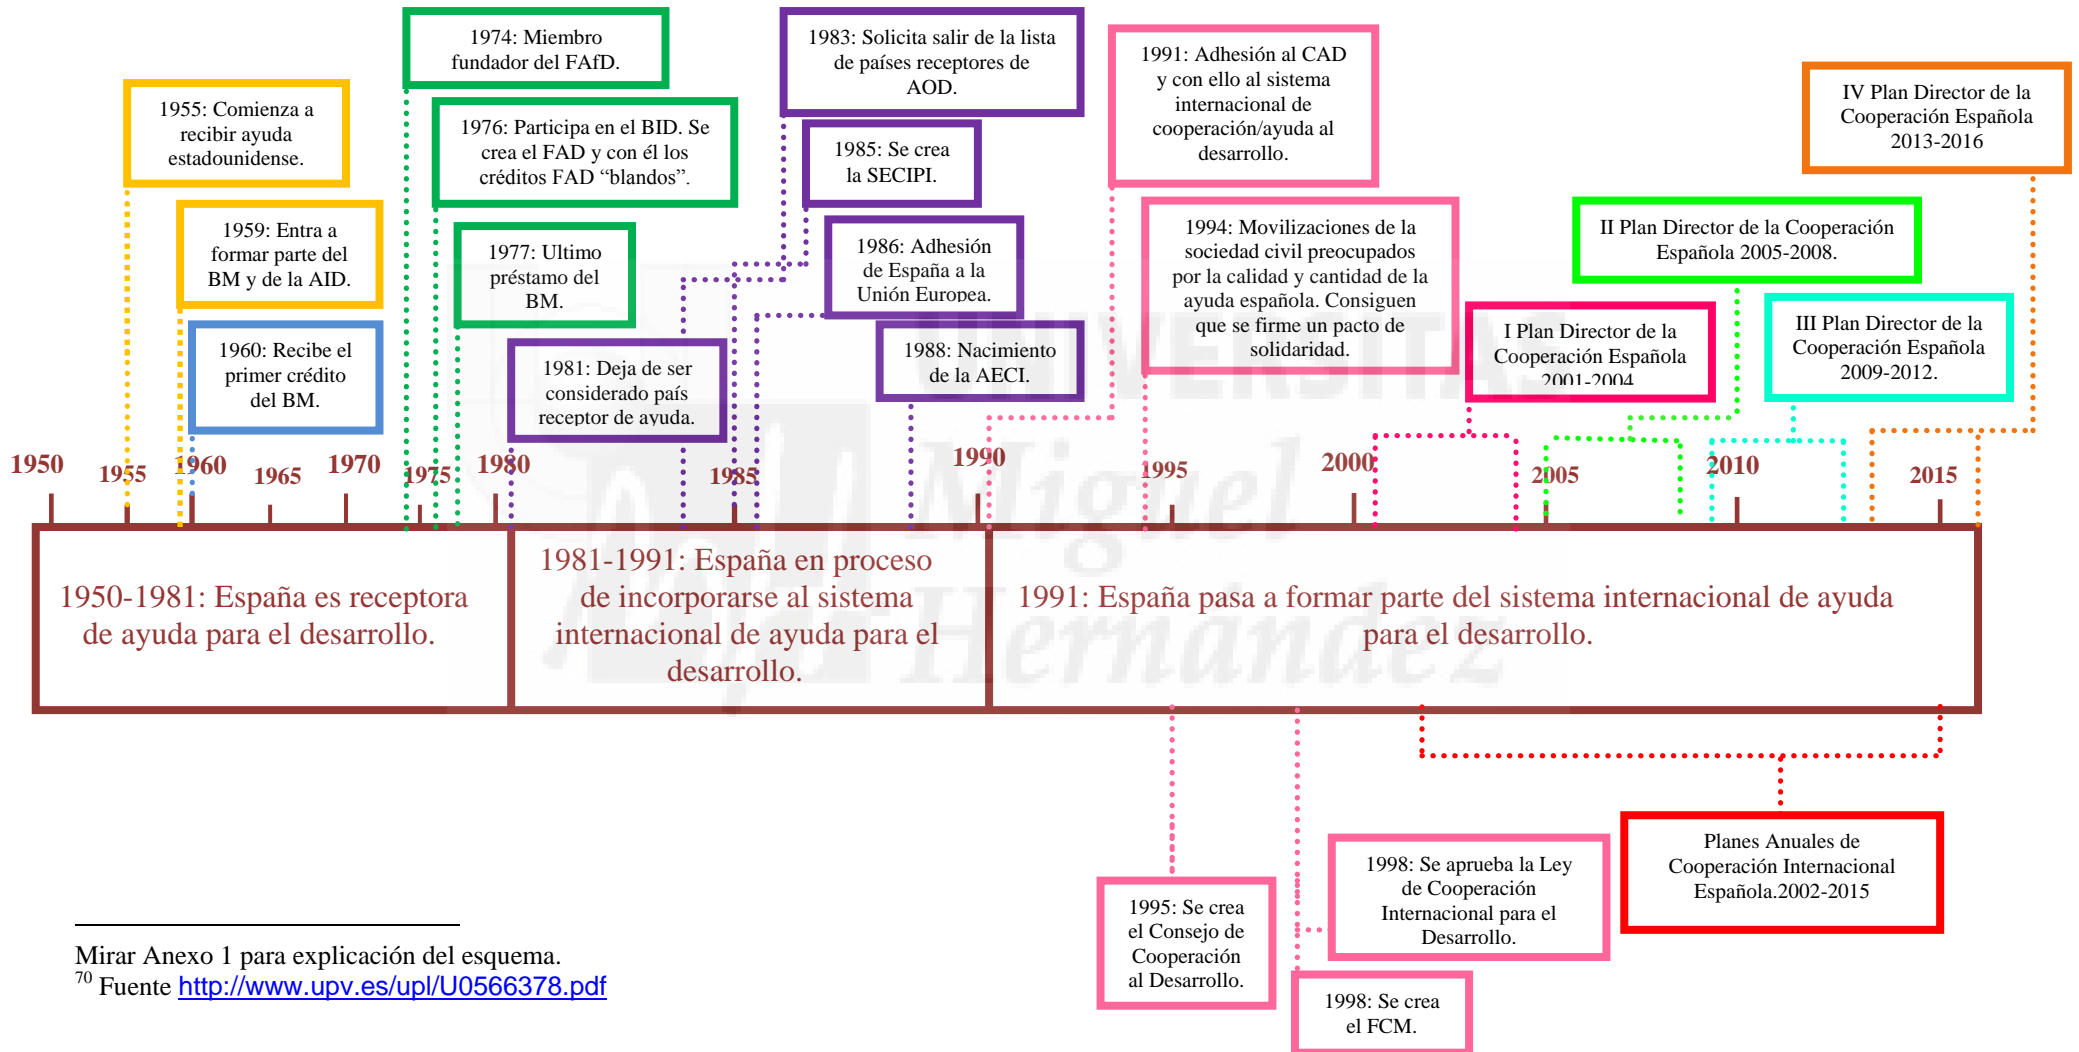 1974: Miembro
fundador del FAfD.
1983: Solicita salir de la lista
de países receptores de
AOD.
1991: Adhesión al CAD
y con ello al sistema
internacional de
cooperación/ayuda al
desarrollo.
IV Plan Director de la
Cooperación Española
2013-2016
1955: Comienza a
recibir ayuda
estadounidense.
1976: Participa en el BID. Se
crea el FAD y con él los
créditos FAD “blandos”.
1985: Se crea
la SECIPI.
1959: Entra a
formar parte del
BM y de la AID.
1977: Ultimo
préstamo del
BM.
1986: Adhesión
de España a la
Unión Europea.
1994: Movilizaciones de la
sociedad civil preocupados
por la calidad y cantidad de la
ayuda española. Consiguen
que se firme un pacto de
solidaridad.
II Plan Director de la Cooperación
Española 2005-2008.
I Plan Director de la
Cooperación Española
2001-2004
III Plan Director de la
Cooperación Española
2009-2012.
1960: Recibe el
primer crédito
del BM.
1981: Deja de ser
considerado país
receptor de ayuda.
1988: Nacimiento
de la AECI.
UNIVERSITAS
Miguel
Hernández
1950
1955
1960
1965
1970
1975
1980
1985
1990
1995
2000
2005
2010
2015
1950-1981: España es receptora
de ayuda para el desarrollo.
1981-1991: España en proceso
de incorporarse al sistema
internacional de ayuda para el
desarrollo.
1991: España pasa a formar parte del sistema internacional de ayuda
para el desarrollo.
1995: Se crea
el Consejo de
Cooperación
al Desarrollo.
1998: Se aprueba la Ley
de Cooperación
Internacional para el
Desarrollo.
1998: Se crea
el FCM.
Planes Anuales de
Cooperación Internacional
Española.2002-2015
Mirar Anexo 1 para explicación del esquema.
70 Fuente http://www.upv.es/upl/U0566378.pdf